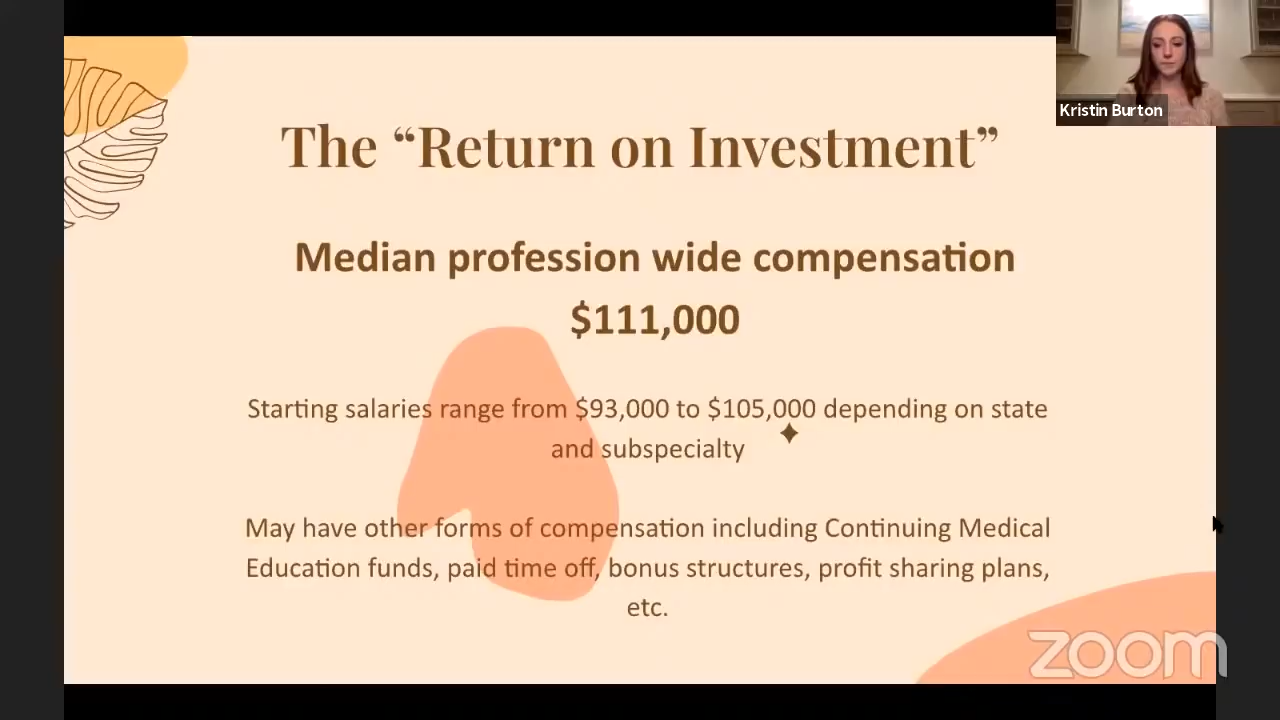 Kristin Burton
The “Return on Investment”
Median profession wide compensation
$111,000
Starting salaries range from $93,000 to $105,000 depending on state
and subspecialty
May have other forms of compensation including Continuing Medical
Education funds, paid time off, bonus structures, profit sharing plans,
etc.
zoom